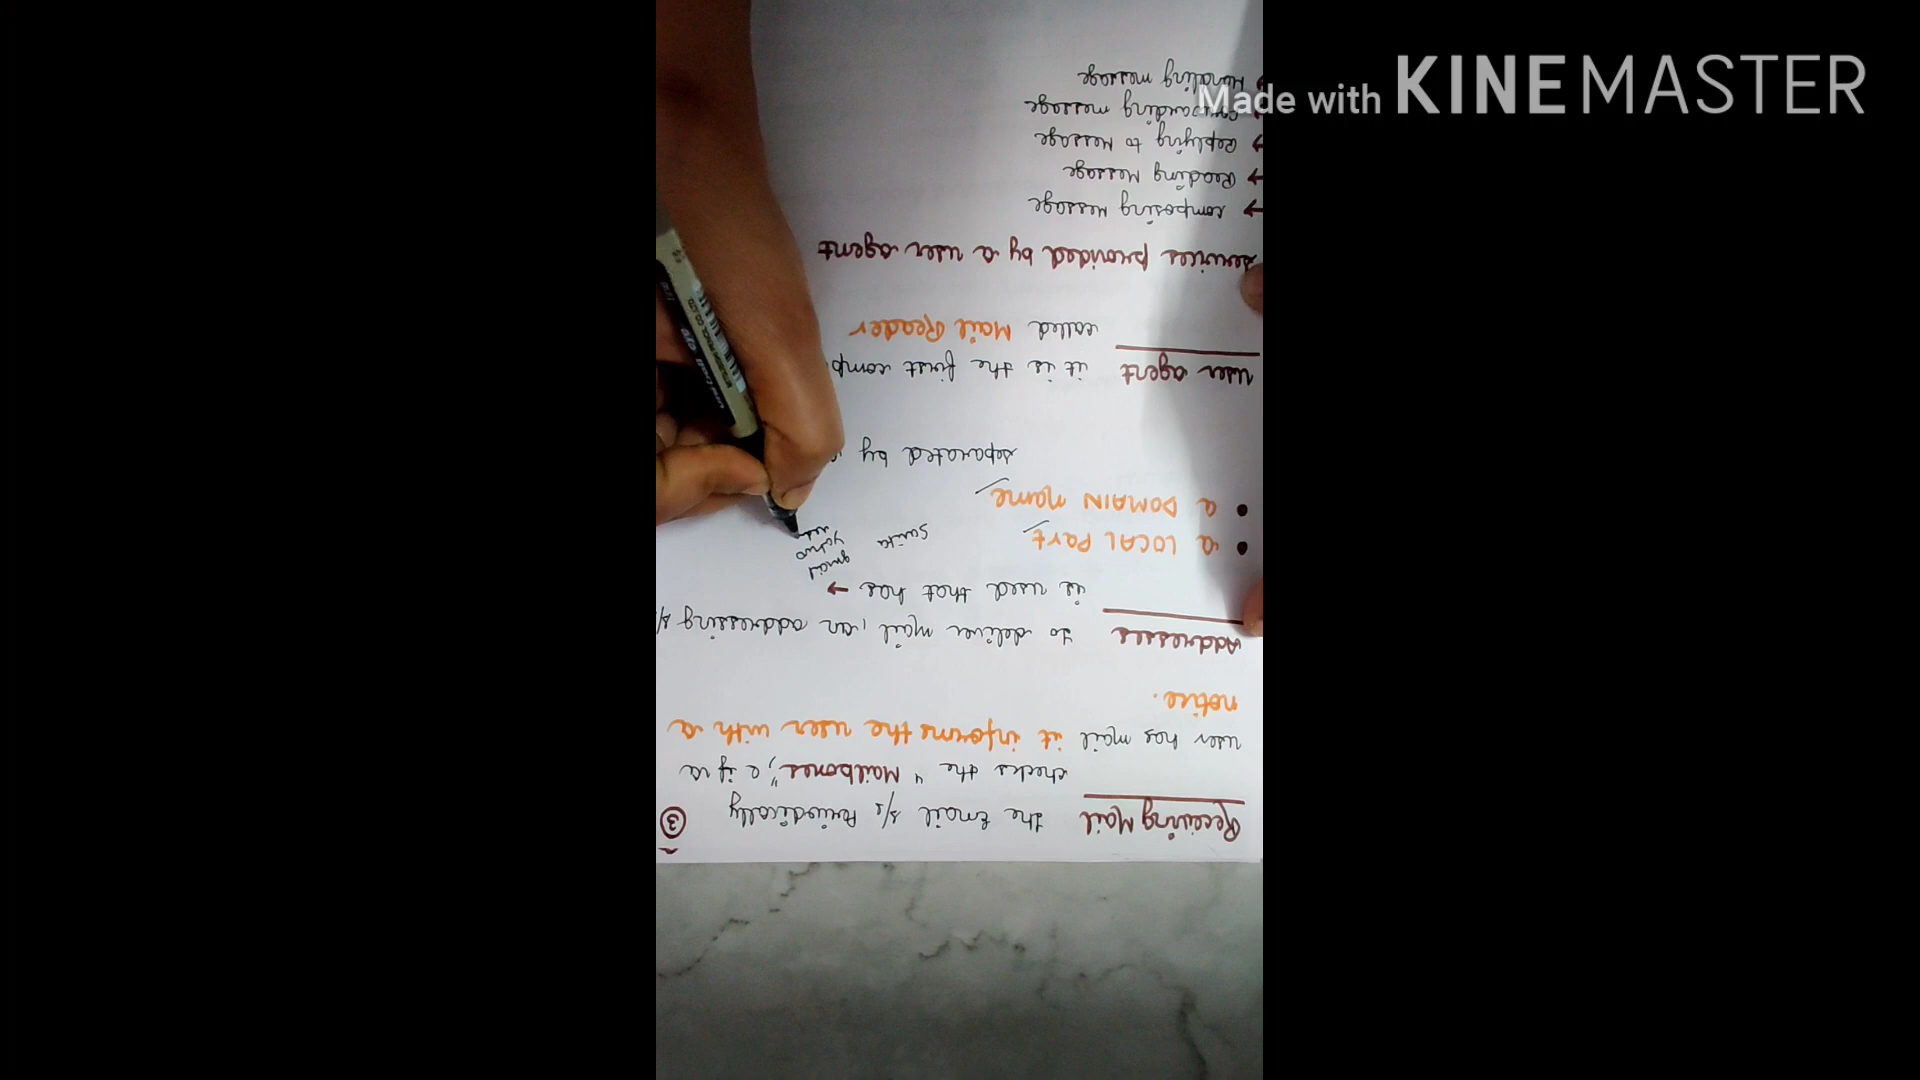 Made with KINEMASTER
③
Receiving Mail the Email s/s Periodically
checks the "Mailboxes", e if a
user has mail it informs the user with a
notice.
Addresses To deliver mail, an addressing s/s
is used that has →
• a LOCAL Part
sunita
gmail
yahoo
• a DOMAIN name
separated by
user agent it is the first comp
called Mail Reader
services provided by a user agent
→ composing Message
→ Reading Message
→ Replying to Message
message
Handling message